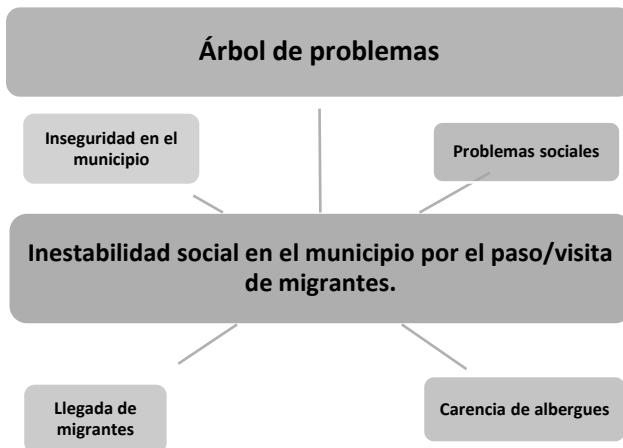 Árbol de problemas
Inseguridad en el
municipio
Problemas sociales
Inestabilidad social en el municipio por el paso/visita
de migrantes.
Llegada de
migrantes
Carencia de albergues